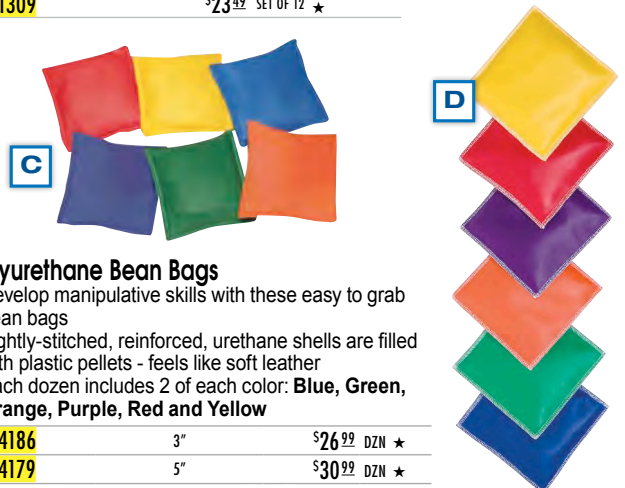 1309 $23.49 SET OF 12 ★
C
D
yurethane Bean Bags
evelop manipulative skills with these easy to grab
ean bags
ghtly-stitched, reinforced, urethane shells are filled
th plastic pellets - feels like soft leather
ach dozen includes 2 of each color: Blue, Green,
range, Purple, Red and Yellow
4186 3" $26 99 DZN ★
4179 5" $30 99 DZN ★